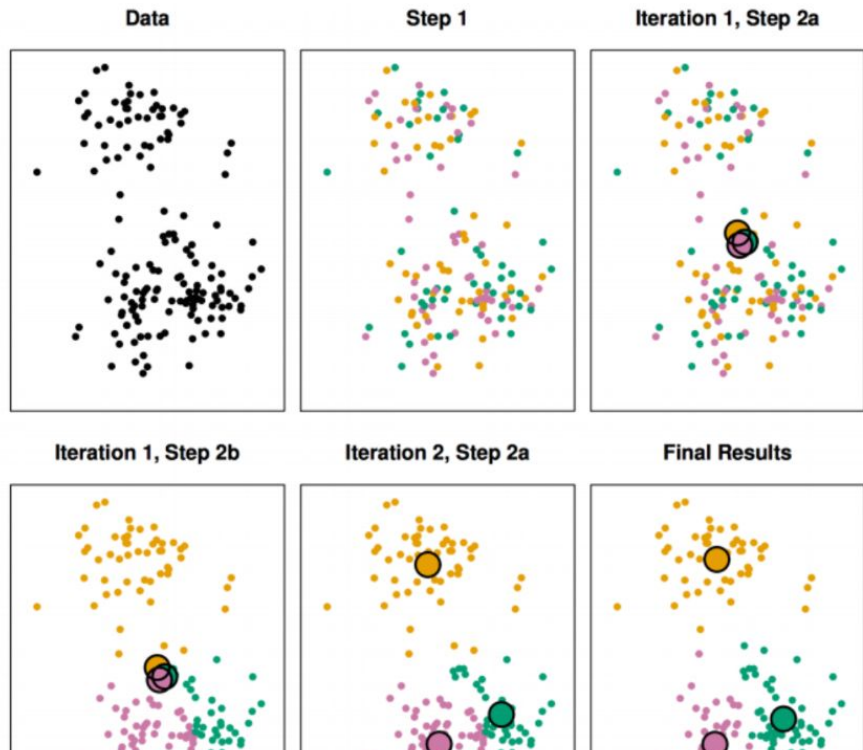 Data
Step 1
Iteration 1, Step 2a
Iteration 1, Step 2b
Iteration 2, Step 2a
Final Results